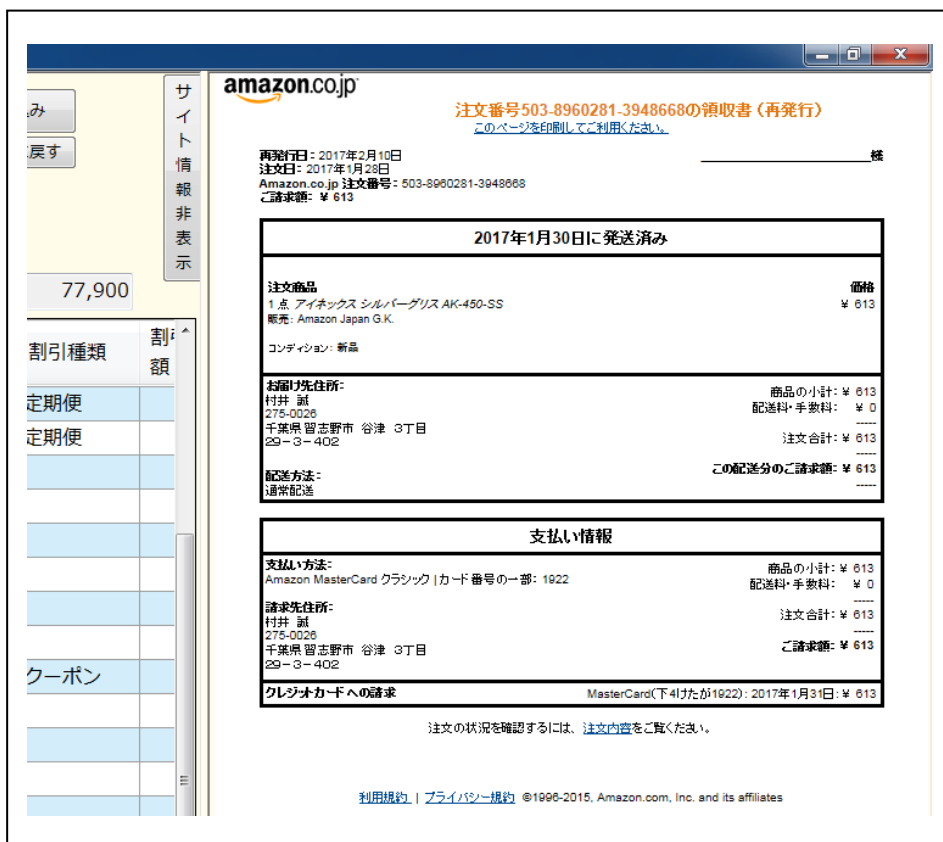 み
戻す
サイト情報非表示
77,900
割引種類
割引
額
定期便
定期便
クーポン
amazon.co.jp
注文番号503-8960281-3948668の領収書(再発行)
このページを印刷してご利用ください。
再発行日:2017年2月10日
様
注文日:2017年1月28日
Amazon.co.jp 注文番号:503-8960281-3948668
ご請求額:¥ 613
2017年1月30日に発送済み
注文商品 価格
1 点 アイネックス シルバーグリス AK-450-SS ¥ 613
販売: Amazon Japan G.K.
コンディション: 新品
お届け先住所:
村井 誠
275-0026
千葉県 習志野市 谷津 3丁目
29-3-402
配送方法:
通常配送
商品の小計:¥ 613
配送料・手数料: ¥ 0
-----
注文合計:¥ 613
-----
この配送分のご請求額:¥ 613
-----
支払い情報
支払い方法:
Amazon MasterCard クラシック | カード番号の一部: 1922
請求先住所:
村井 誠
275-0026
千葉県 習志野市 谷津 3丁目
29-3-402
商品の小計:¥ 613
配送料・手数料: ¥ 0
-----
注文合計:¥ 613
-----
ご請求額:¥ 613
クレジットカードへの請求 MasterCard(下4けたが1922): 2017年1月31日:¥ 613
注文の状況を確認するには、注文内容をご覧ください。
利用規約 | プライバシー規約 ©1996-2015, Amazon.com, Inc. and its affiliates